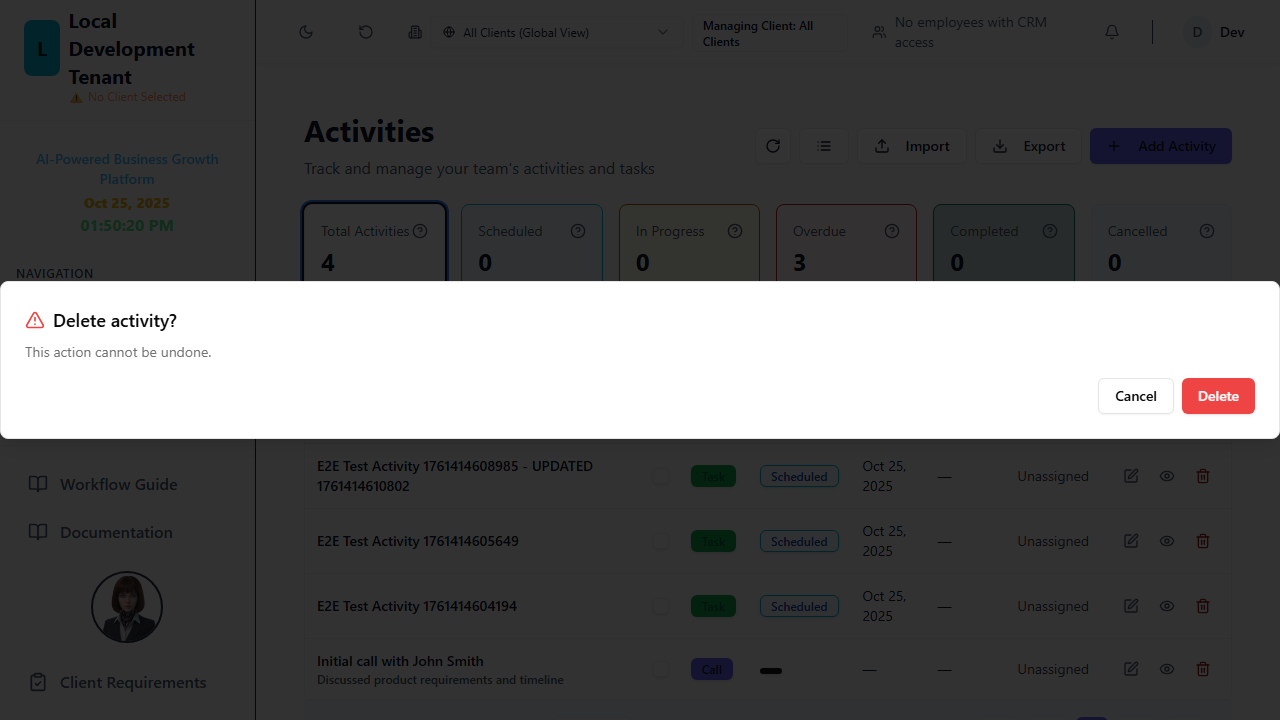 L
Local
Development
Tenant
⚠ No Client Selected
All Clients (Global View)
Managing Client: All
Clients
No employees with CRM
access
D
Dev
AI-Powered Business Growth
Platform
Oct 25, 2025
01:50:20 PM
NAVIGATION
Activities
Track and manage your team's activities and tasks
Import
Export
Add Activity
Total Activities
4
Scheduled
0
In Progress
0
Overdue
3
Completed
0
Cancelled
0
Delete activity?
This action cannot be undone.
Cancel
Delete
Workflow Guide
Documentation
Client Requirements
E2E Test Activity 1761414608985 - UPDATED
1761414610802
Task
Scheduled
Oct 25,
2025
—
Unassigned
E2E Test Activity 1761414605649
Task
Scheduled
Oct 25,
2025
—
Unassigned
E2E Test Activity 1761414604194
Task
Scheduled
Oct 25,
2025
—
Unassigned
Initial call with John Smith
Discussed product requirements and timeline
Call
—
—
Unassigned